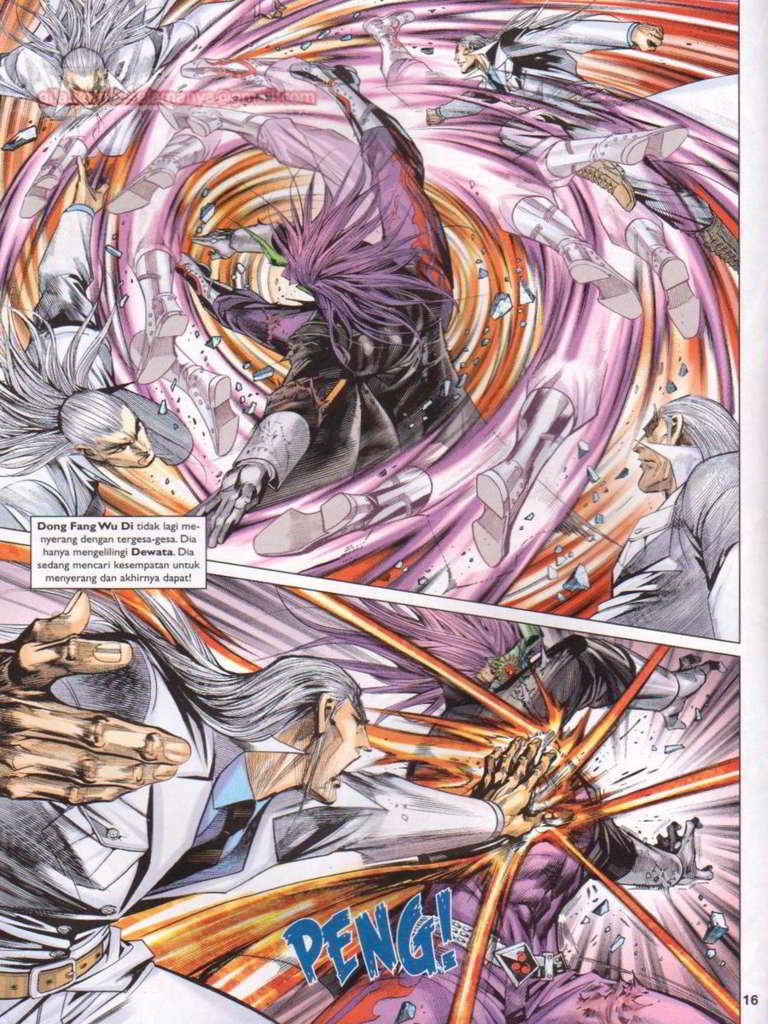 Dong Fang Wu Di tidak lagi me-
nyerang dengan tergesa-gesa. Dia
hanya mengelilingi Dewata. Dia
sedang mencari kesempatan untuk
menyerang dan akhirnya dapat!
PENG!
16